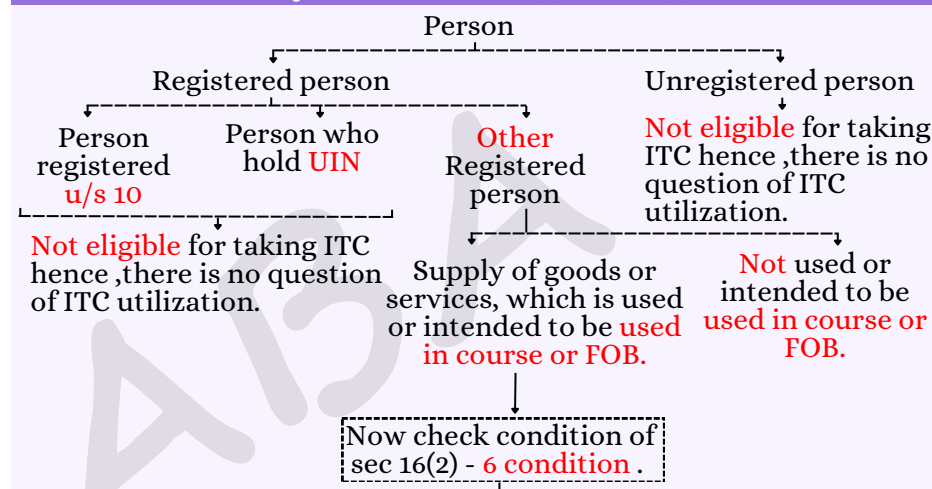 Person
Registered person
Unregistered person
Person
registered
u/s 10
Person who
hold UIN
Other
Registered
person
Not eligible for taking
ITC hence ,there is no
question of ITC
utilization.
Not eligible for taking ITC
hence ,there is no question
of ITC utilization.
Supply of goods or
services, which is used
or intended to be used
in course or FOB.
Not used or
intended to be
used in course or
FOB.
Now check condition of
sec 16(2) - 6 condition .
ABA